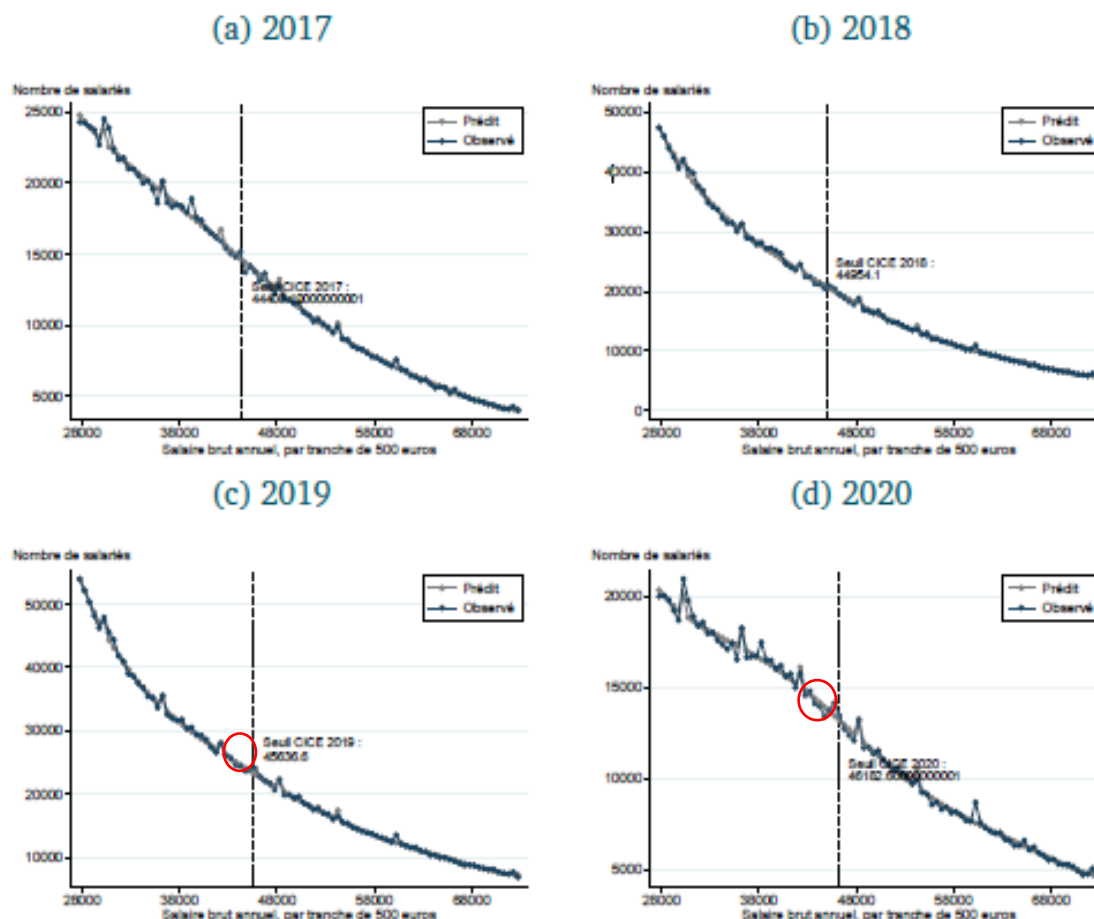 (a) 2017
Nombre de salariés
25000
20000
15000
10000
5000
Prédit
Observé
Seuil CICE 2017 :
28000 38000 48000 58000 68000
Salaire brut annuel, par tranche de 500 euros
(b) 2018
Nombre de salariés
50000
40000
30000
20000
10000
0
Prédit
Observé
Seuil CICE 2018 :
44954.1
28000 38000 48000 58000 68000
Salaire brut annuel, par tranche de 500 euros
(c) 2019
Nombre de salariés
50000
40000
30000
20000
10000
Prédit
Observé
Seuil CICE 2019 :
45636.5
28000 38000 48000 58000 68000
Salaire brut annuel, par tranche de 500 euros
(d) 2020
Nombre de salariés
20000
15000
10000
5000
Prédit
Observé
Seuil CICE 2020 :
28000 38000 48000 58000 68000
Salaire brut annuel, par tranche de 500 euros